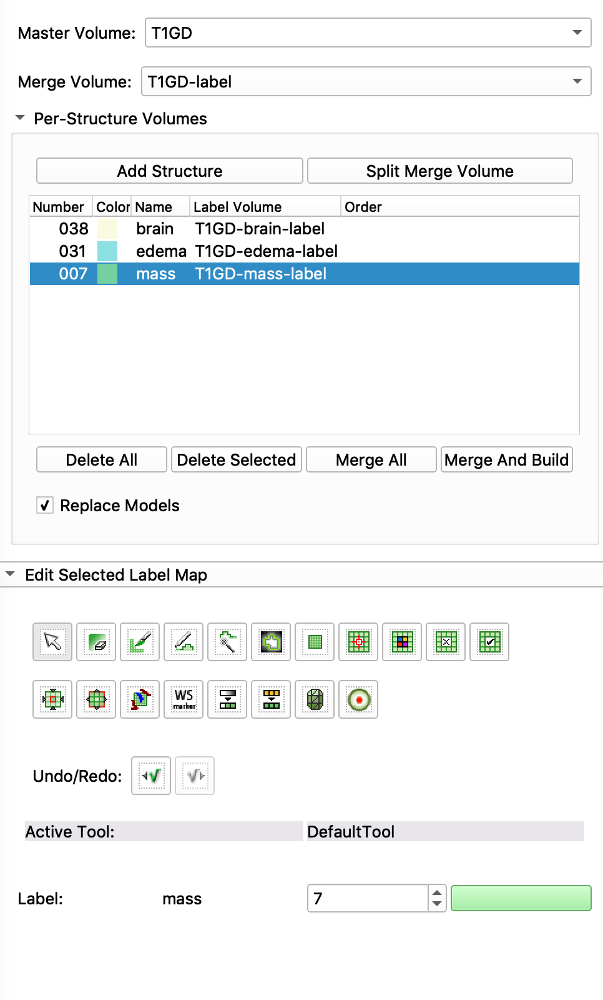 Master Volume: T1GD
Merge Volume: T1GD-label
Per-Structure Volumes
Add Structure Split Merge Volume
Number Color Name Label Volume Order
038 brain T1GD-brain-label
031 edema T1GD-edema-label
007 mass T1GD-mass-label
Delete All Delete Selected Merge All Merge And Build
Replace Models
Edit Selected Label Map
WS
marker
Undo/Redo:
Active Tool: DefaultTool
Label: mass 7